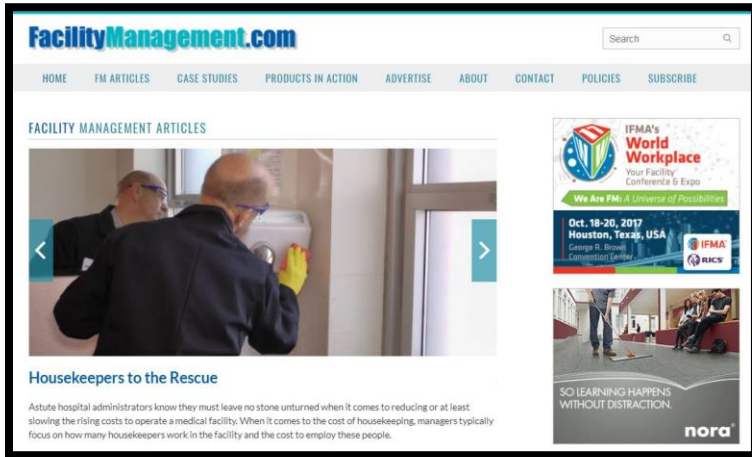 FacilityManagement.com
Search
HOME FM ARTICLES CASE STUDIES PRODUCTS IN ACTION ADVERTISE ABOUT CONTACT POLICIES SUBSCRIBE
FACILITY MANAGEMENT ARTICLES
Housekeepers to the Rescue
Astute hospital administrators know they must leave no stone unturned when it comes to reducing or at least
slowing the rising costs to operate a medical facility. When it comes to the cost of housekeeping, managers typically
focus on how many housekeepers work in the facility and the cost to employ these people.
IFMA's
World
Workplace
Your Facility
Conference & Expo
We Are FM: A Universe of Possibilities
Oct. 18-20, 2017
Houston, Texas, USA
George R. Brown
Convention Center
IFMA
RICS
SO LEARNING HAPPENS
WITHOUT DISTRACTION.
nora